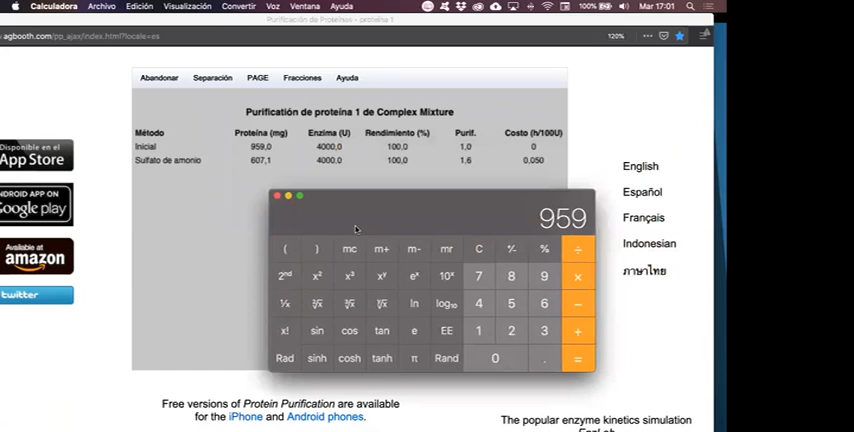 Calculadora Archivo Edición Visualización Convertir Voz Ventana Ayuda 100% Mar 17:01
Purificación de Proteínas - proteína 1
w.agbooth.com/pp_ajax/index.html?locale=es 120%
Abandonar Separación PAGE Fracciones Ayuda
Purificatión de proteína 1 de Complex Mixture
Método Proteína (mg) Enzima (U) Rendimiento (%) Purif. Costo (h/100U)
Inicial 959,0 4000,0 100,0 1,0 0
Sulfato de amonio 607,1 4000,0 100,0 1,6 0,050
Disponible en el
App Store
ANDROID APP ON
Google play
Available at
amazon
twitter
English
Español
Français
Indonesian
ภาษาไทย
959
( ) mc m+ m- mr C +/- % ÷
2nd x² x³ xʸ eˣ 10ˣ 7 8 9 ×
1/x ²√x ³√x ʸ√x ln log₁₀ 4 5 6 −
x! sin cos tan e EE 1 2 3 +
Rad sinh cosh tanh π Rand 0 . =
Free versions of Protein Purification are available
for the iPhone and Android phones.
The popular enzyme kinetics simulation